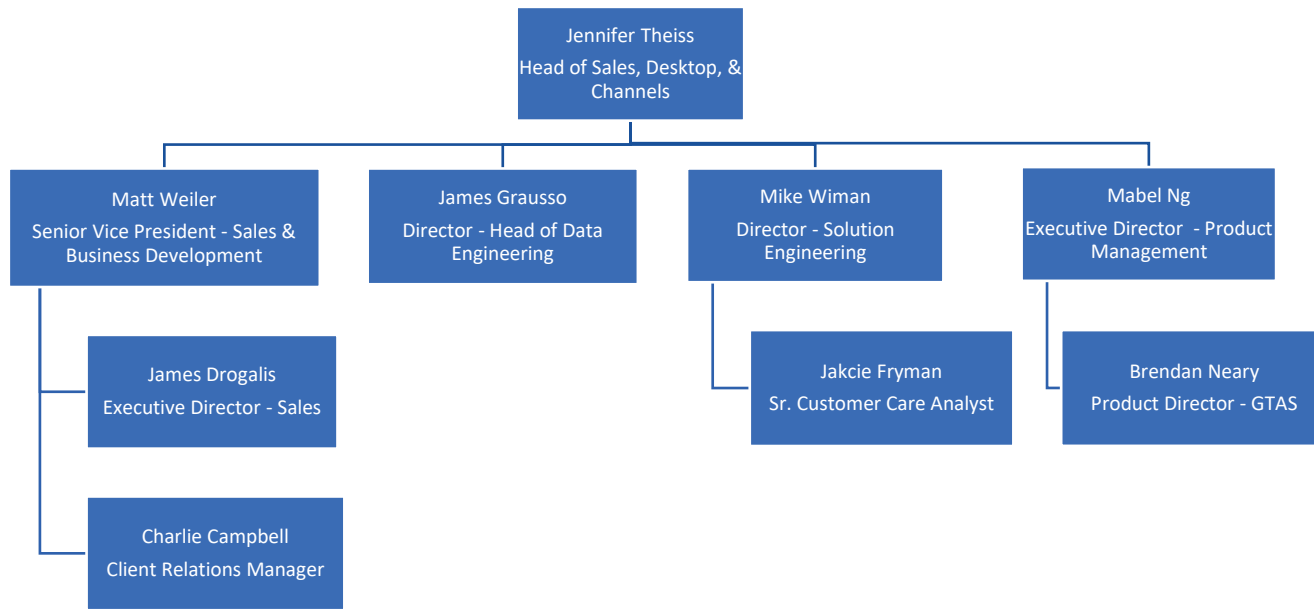 Jennifer Theiss
Head of Sales, Desktop, &
Channels
Matt Weiler
Senior Vice President - Sales &
Business Development
James Grausso
Director - Head of Data
Engineering
Mike Wiman
Director - Solution
Engineering
Mabel Ng
Executive Director  - Product
Management
James Drogalis
Executive Director - Sales
Jakcie Fryman
Sr. Customer Care Analyst
Brendan Neary
Product Director - GTAS
Charlie Campbell
Client Relations Manager